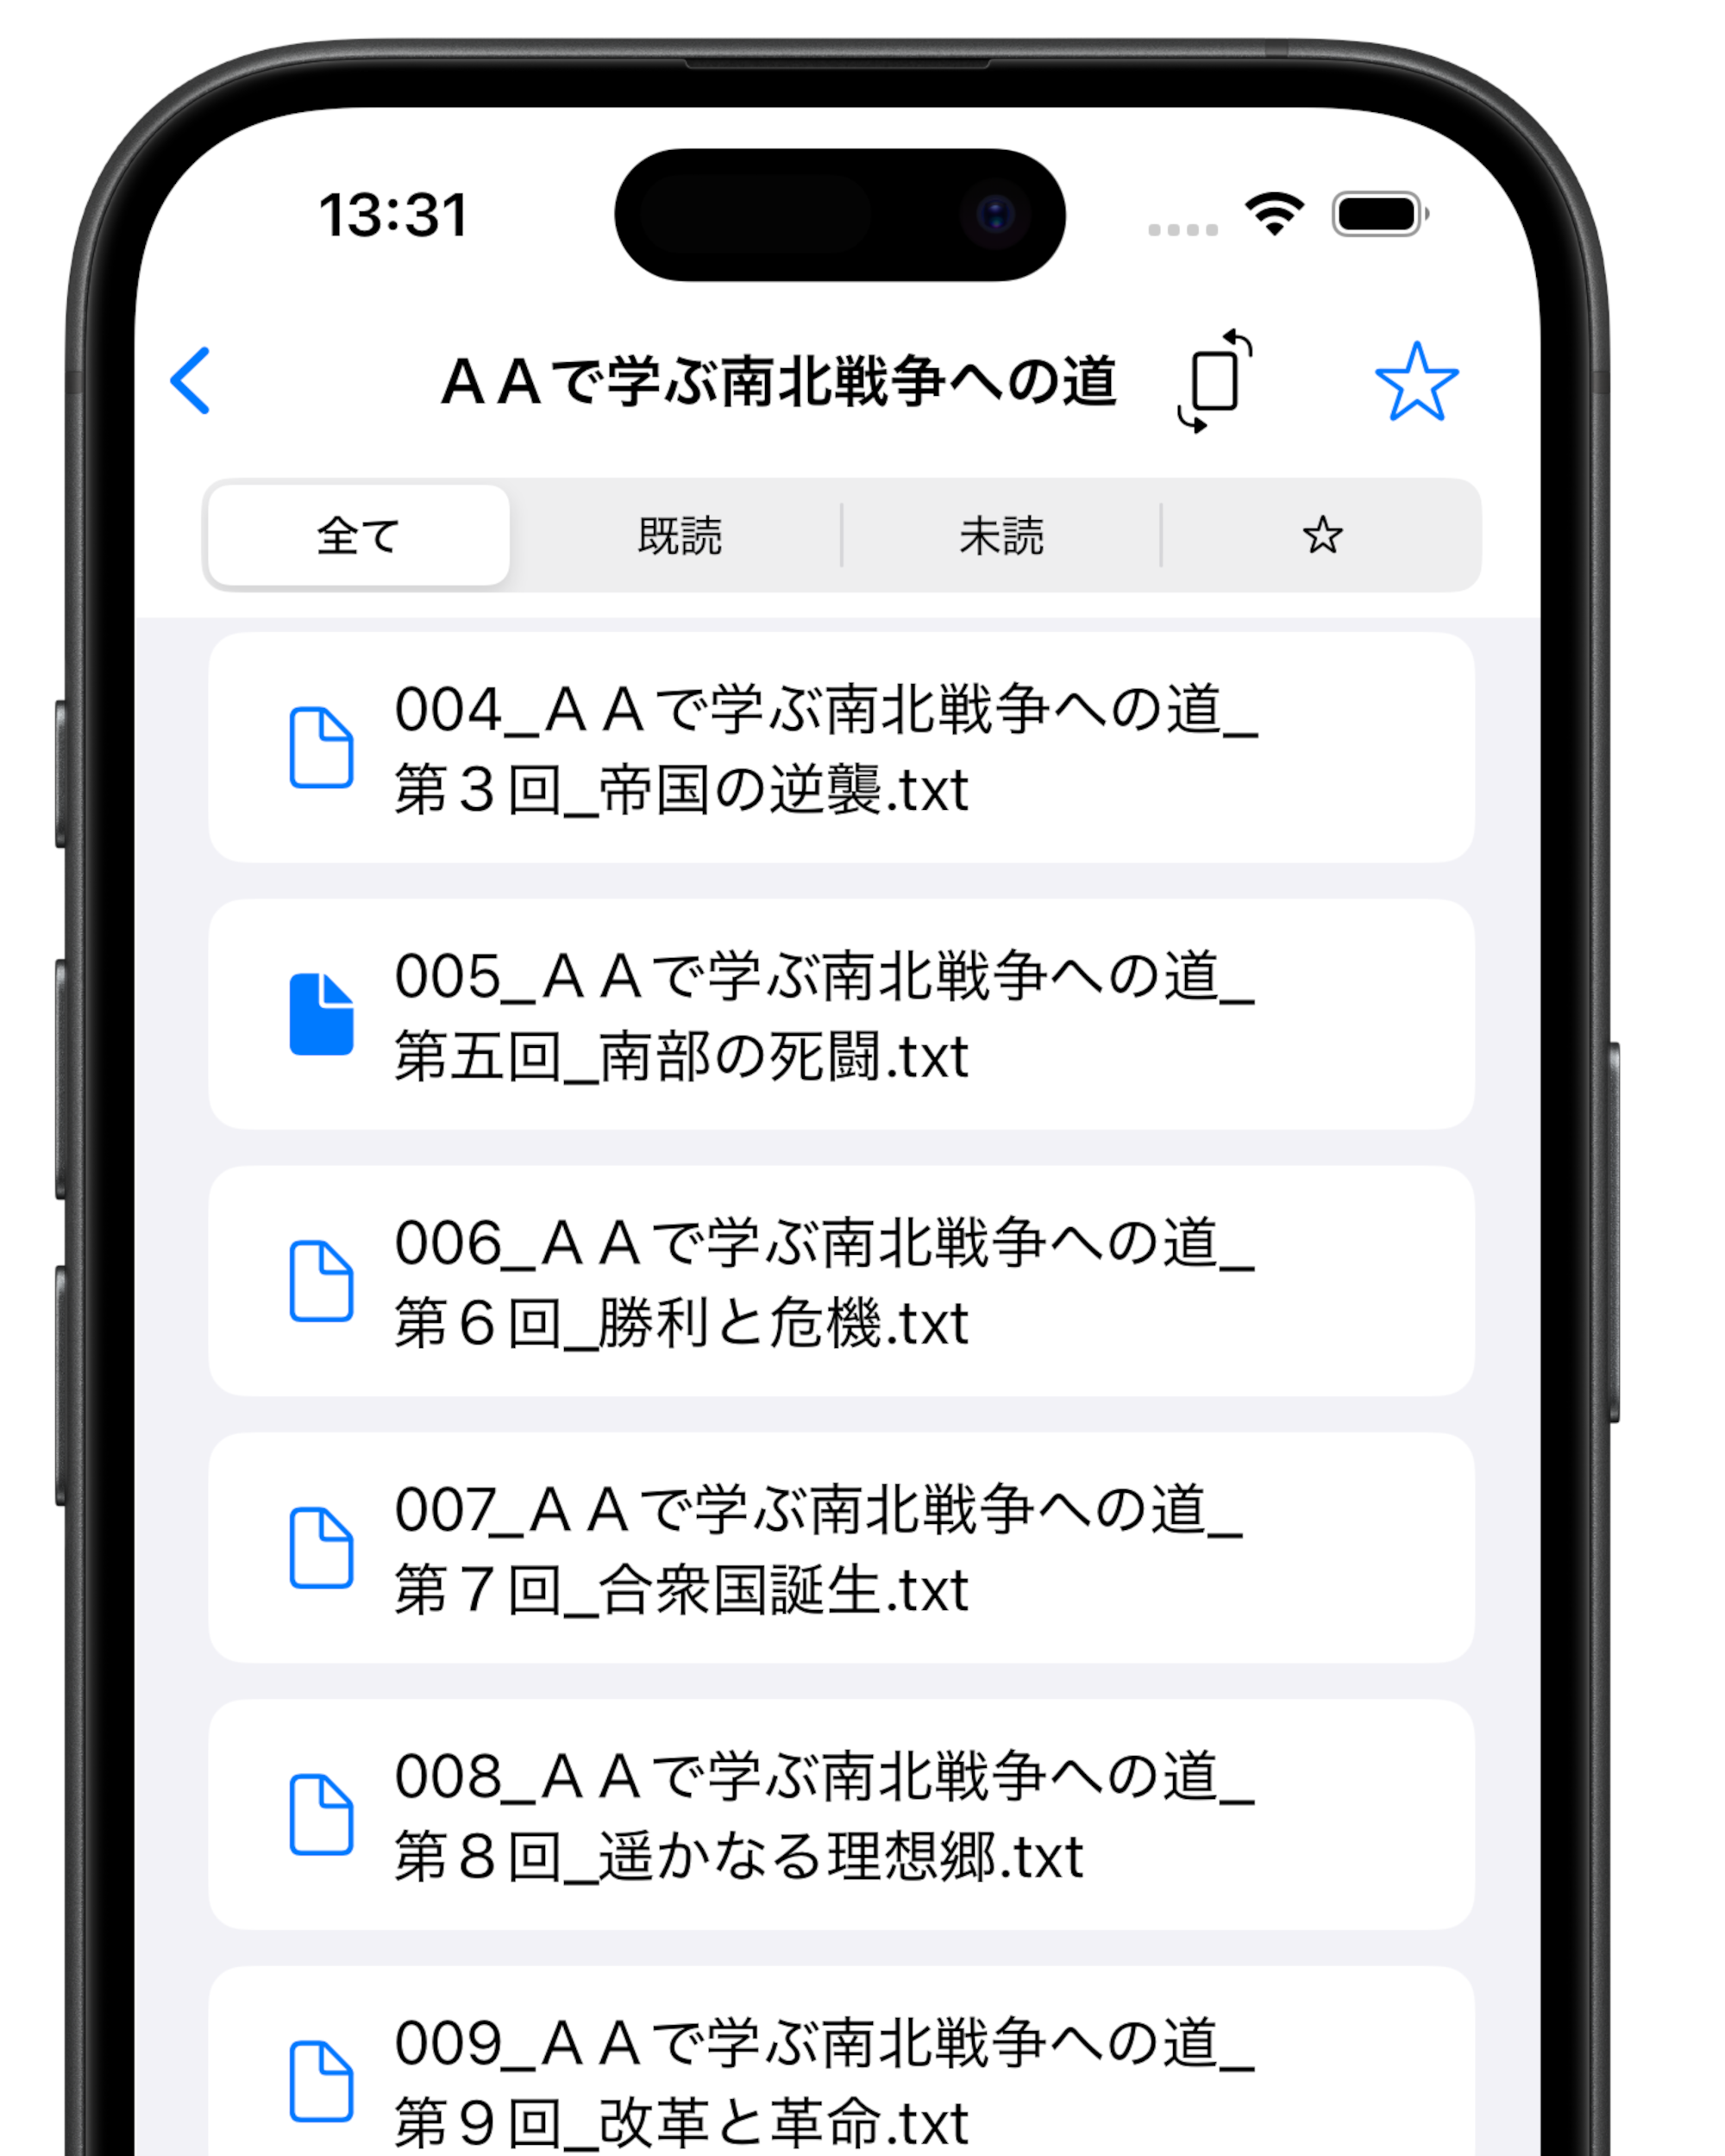 13:31
ＡＡで学ぶ南北戦争への道
全て
既読
未読
☆
004_ＡＡで学ぶ南北戦争への道_
第３回_帝国の逆襲.txt
005_ＡＡで学ぶ南北戦争への道_
第五回_南部の死闘.txt
006_ＡＡで学ぶ南北戦争への道_
第６回_勝利と危機.txt
007_ＡＡで学ぶ南北戦争への道_
第７回_合衆国誕生.txt
008_ＡＡで学ぶ南北戦争への道_
第８回_遥かなる理想郷.txt
009_ＡＡで学ぶ南北戦争への道_
第９回_改革と革命.txt